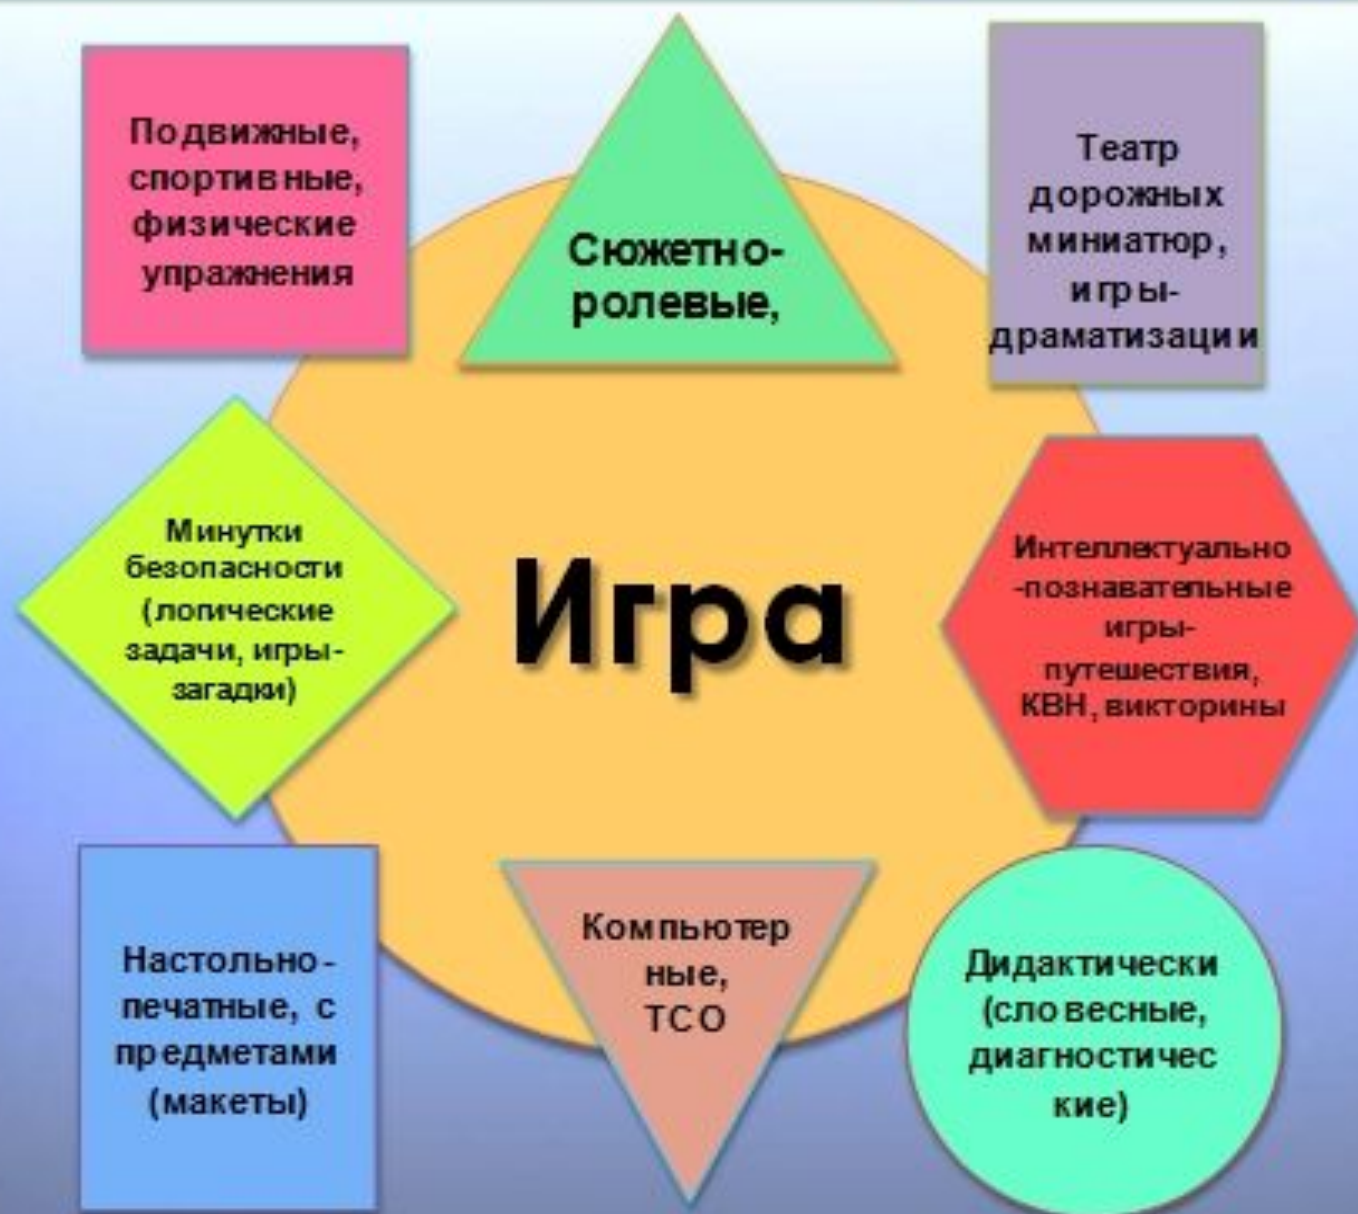 Подвижные,
спортивные,
физические
упражнения
Сюжетно-
ролевые,
Театр
дорожных
миниатюр,
игры-
драматизации
Минутки
безопасности
(логические
задачи, игры-
загадки)
Игра
Интеллектуально
-познавательные
игры-
путешествия,
КВН, викторины
Настольно-
печатные, с
предметами
(макеты)
Компьютер
ные,
ТСО
Дидактически
(словесные,
диагностичес
кие)